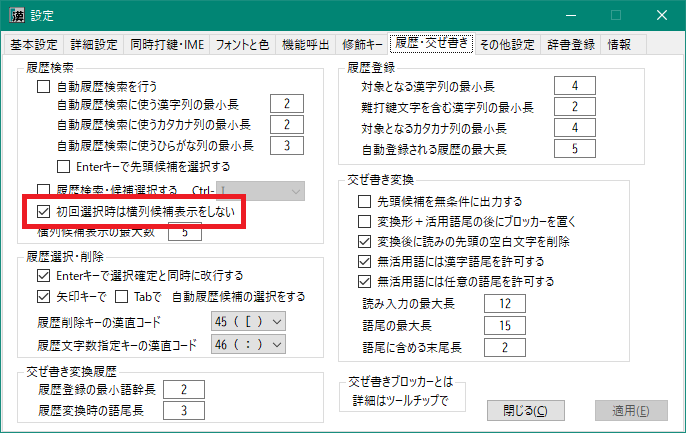 設定
基本設定 詳細設定 同時打鍵・IME フォントと色 機能呼出 修飾キー 履歴・交ぜ書き その他設定 辞書登録 情報
履歴検索
自動履歴検索を行う
自動履歴検索に使う漢字列の最小長 2
自動履歴検索に使うカタカナ列の最小長 2
自動履歴検索に使うひらがな列の最小長 3
Enterキーで先頭候補を選択する
履歴検索・候補選択する Ctrl-
初回選択時は横列候補表示をしない
横列候補表示の最大数 5
履歴選択・削除
Enterキーで選択確定と同時に改行する
矢印キーで Tabで 自動履歴候補の選択をする
履歴削除キーの漢直コード 45 ( [ )
履歴文字数指定キーの漢直コード 46 ( : )
交ぜ書き変換履歴
履歴登録の最小語幹長 2
履歴変換時の語尾長 3
履歴登録
対象となる漢字列の最小長 4
難打鍵文字を含む漢字列の最小長 2
対象となるカタカナ列の最小長 4
自動登録される履歴の最大長 5
交ぜ書き変換
先頭候補を無条件に出力する
変換形＋活用語尾の後にブロッカーを置く
変換後に読みの先頭の空白文字を削除
無活用語には漢字語尾を許可する
無活用語には任意の語尾を許可する
読み入力の最大長 12
語尾の最大長 15
語尾に含める末尾長 2
交ぜ書きブロッカーとは
詳細はツールチップで
閉じる(C) 適用(E)